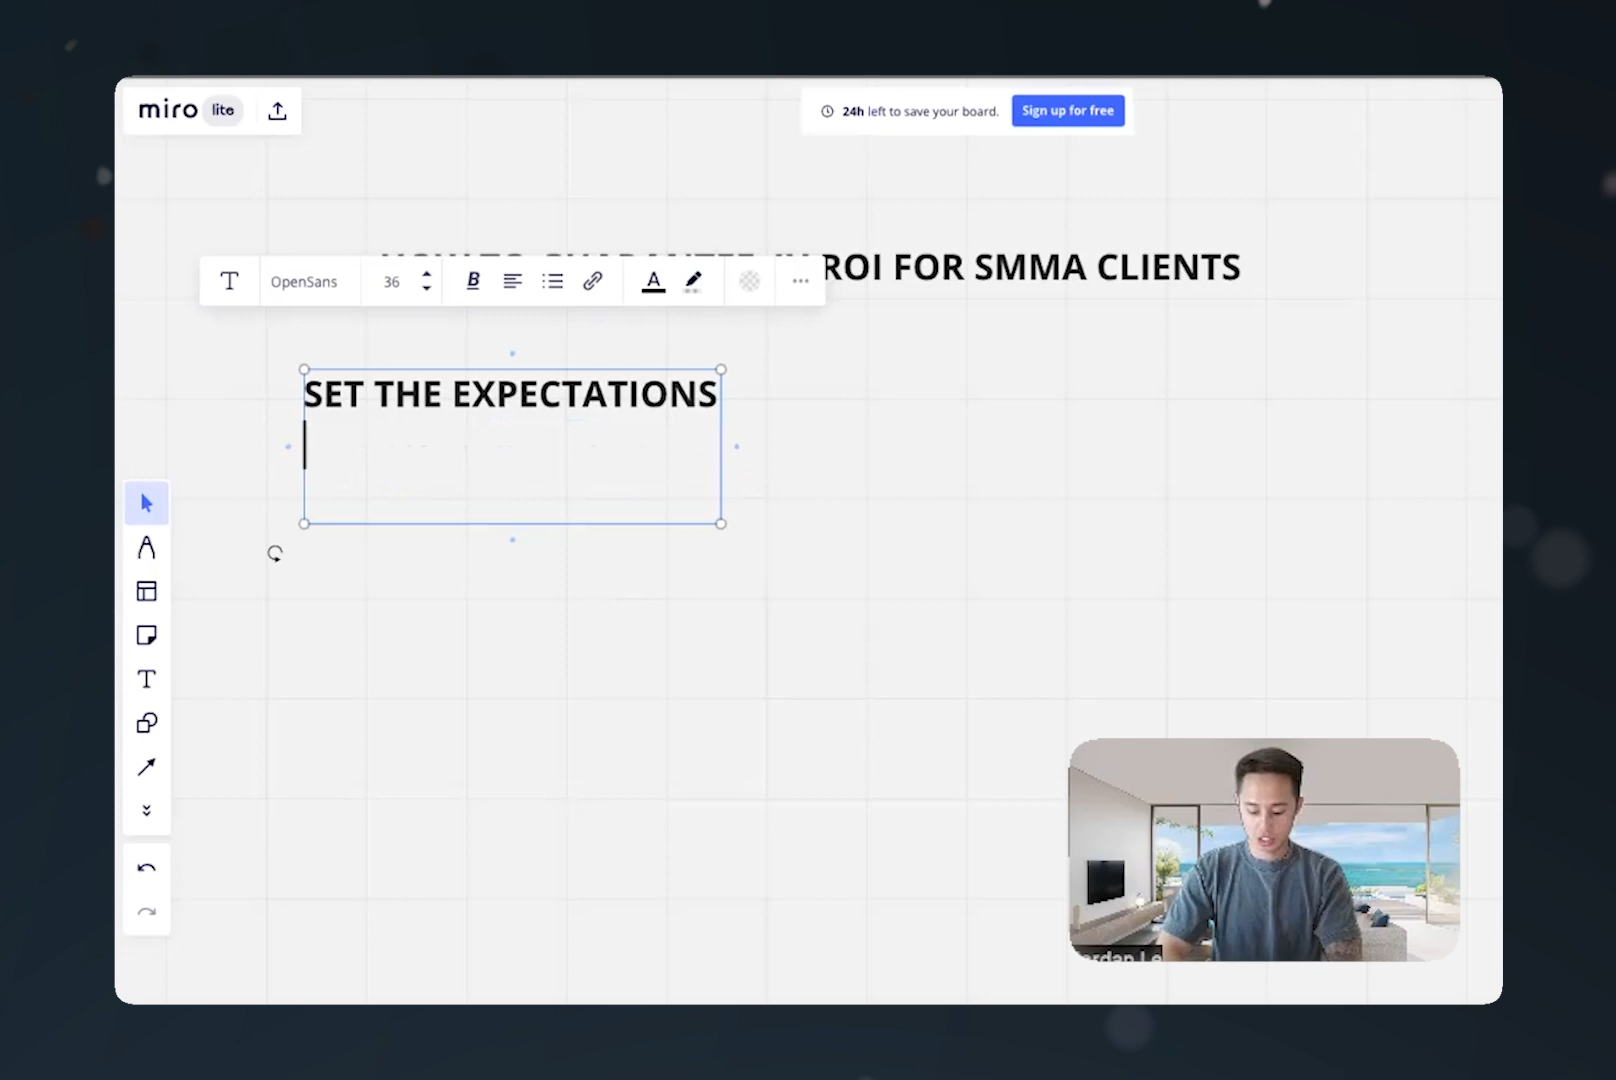 miro lite
24h left to save your board. Sign up for free
ROI FOR SMMA CLIENTS
OpenSans 36 B A
SET THE EXPECTATIONS